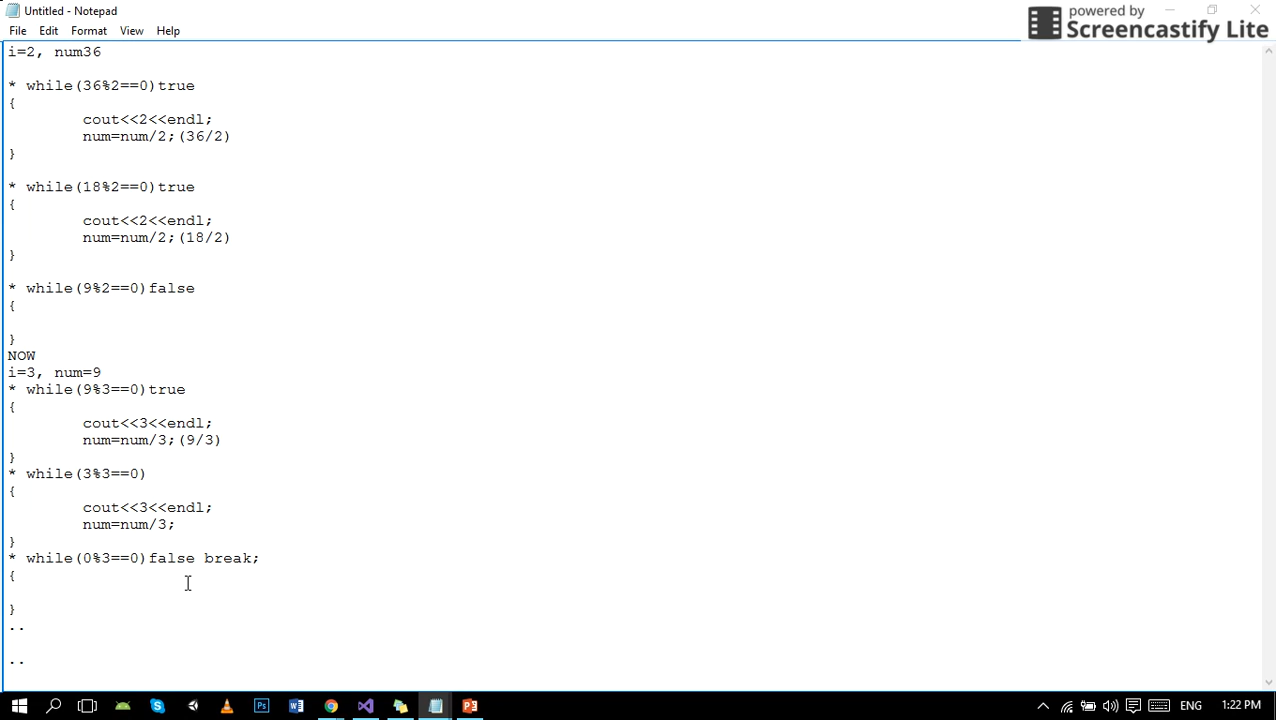 Untitled - Notepad
powered by
Screencastify Lite
File Edit Format View Help
i=2, num36
* while(36%2==0)true
{
cout<<2<<endl;
num=num/2;(36/2)
}
* while(18%2==0)true
{
cout<<2<<endl;
num=num/2;(18/2)
}
* while(9%2==0)false
{
}
NOW
i=3, num=9
* while(9%3==0)true
{
cout<<3<<endl;
num=num/3;(9/3)
}
* while(3%3==0)
{
cout<<3<<endl;
num=num/3;
}
* while(0%3==0)false break;
{
}
..
..
ENG 1:22 PM